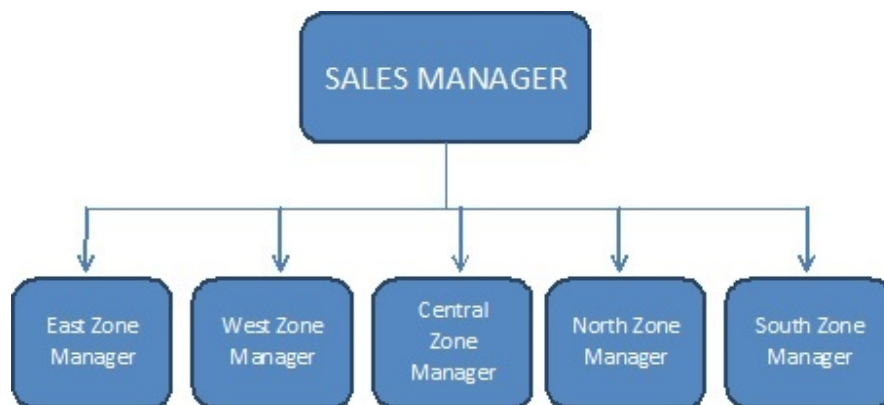 SALES MANAGER
East Zone
Manager
West Zone
Manager
Central
Zone
Manager
North Zone
Manager
South Zone
Manager